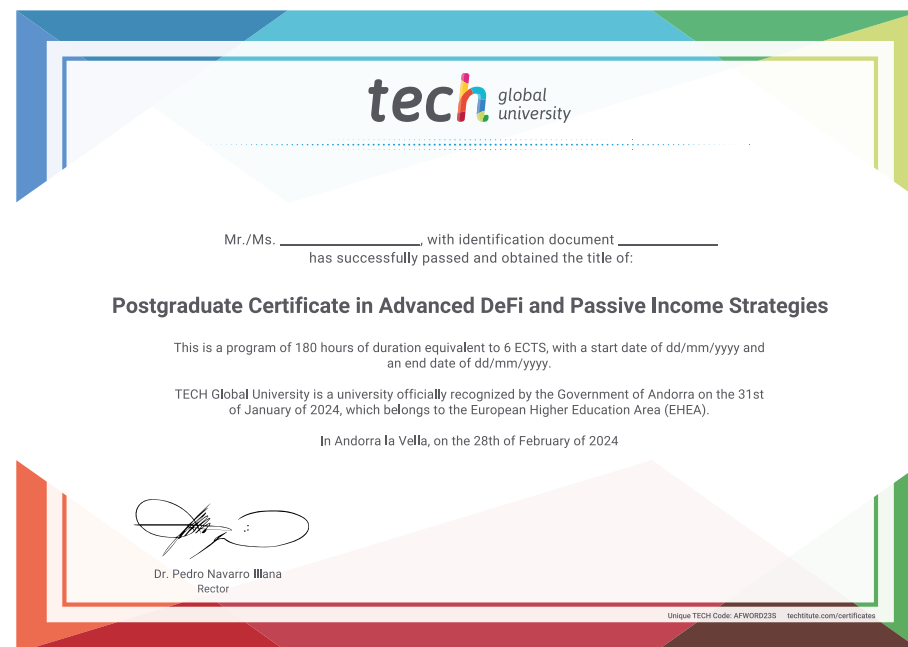 tech global university
Mr./Ms. ____________, with identification document ____________
has successfully passed and obtained the title of:
Postgraduate Certificate in Advanced DeFi and Passive Income Strategies
This is a program of 180 hours of duration equivalent to 6 ECTS, with a start date of dd/mm/yyyy and
an end date of dd/mm/yyyy.
TECH Global University is a university officially recognized by the Government of Andorra on the 31st
of January of 2024, which belongs to the European Higher Education Area (EHEA).
In Andorra la Vella, on the 28th of February of 2024
Dr. Pedro Navarro Illana
Rector
Unique TECH Code: AFWORD23S techtitute.com/certificates